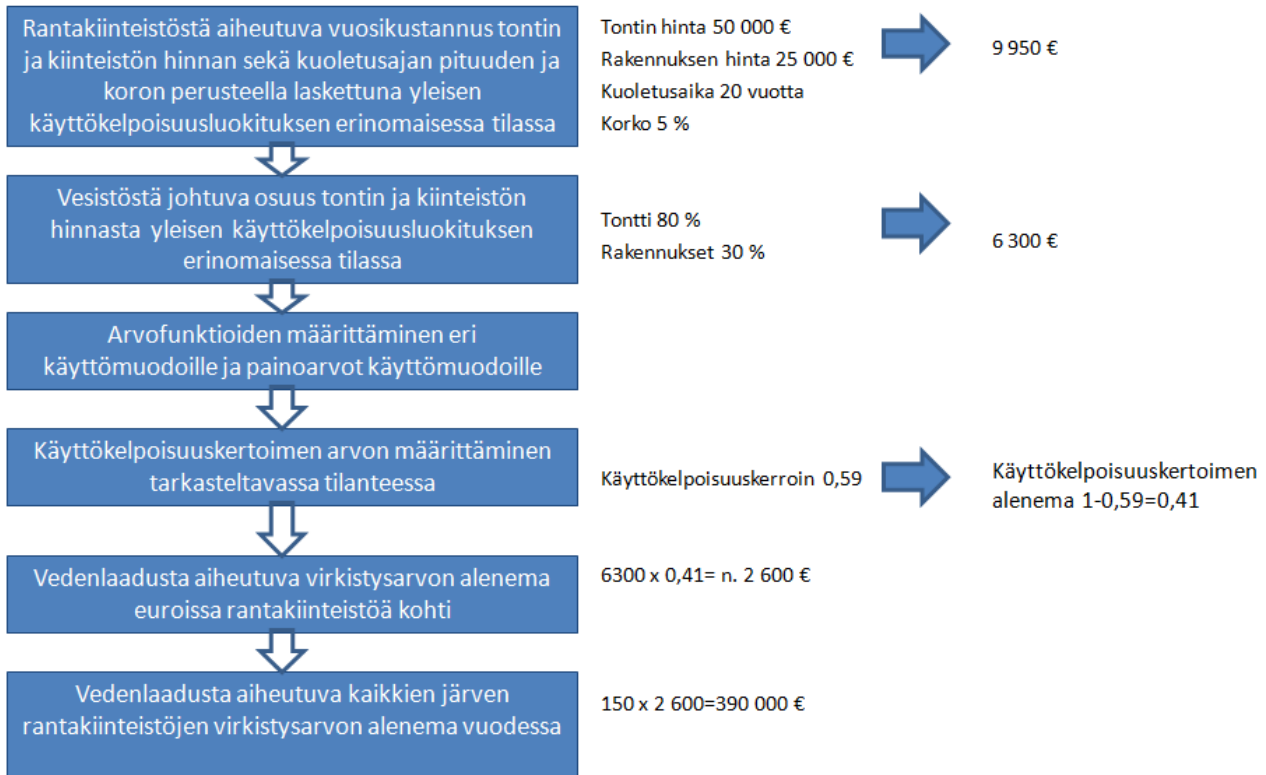 Rantakiinteistöstä aiheutuva vuosikustannus tontin
ja kiinteistön hinnan sekä kuoletusajan pituuden ja
koron perusteella laskettuna yleisen
käyttökelpoisuusluokituksen erinomaisessa tilassa
Tontin hinta 50 000 €
Rakennuksen hinta 25 000 €
Kuoletusaika 20 vuotta
Korko 5 %
9 950 €
Vesistöstä johtuva osuus tontin ja kiinteistön
hinnasta yleisen käyttökelpoisuusluokituksen
erinomaisessa tilassa
Tontti 80 %
Rakennukset 30 %
6 300 €
Arvofunktioiden määrittäminen eri
käyttömuodoille ja painoarvot käyttömuodoille
Käyttökelpoisuuskertoimen arvon määrittäminen
tarkasteltavassa tilanteessa
Käyttökelpoisuuskerroin 0,59
Käyttökelpoisuuskertoimen
alenema 1-0,59=0,41
Vedenlaadusta aiheutuva virkistysarvon alenema
euroissa rantakiinteistöä kohti
6300 x 0,41= n. 2 600 €
Vedenlaadusta aiheutuva kaikkien järven
rantakiinteistöjen virkistysarvon alenema vuodessa
150 x 2 600=390 000 €